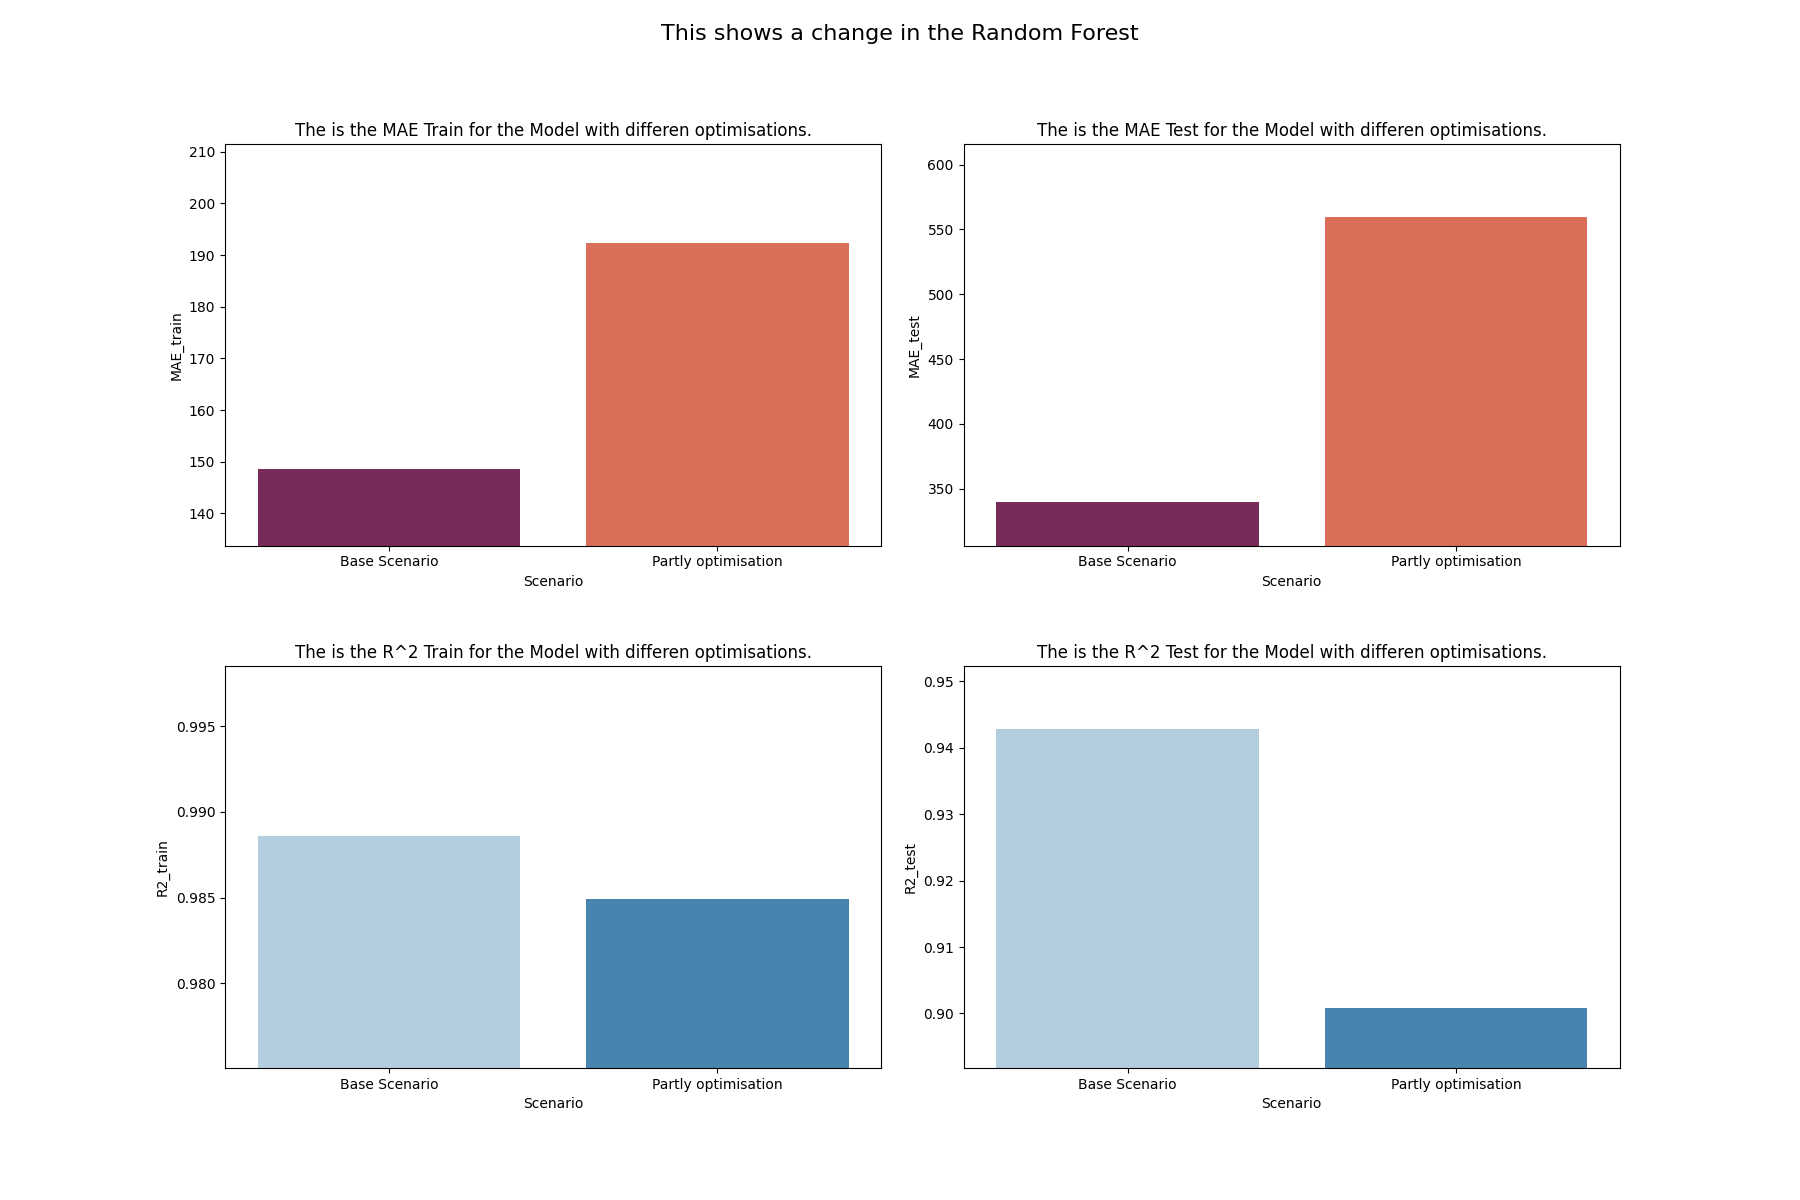 This shows a change in the Random Forest
The is the MAE Train for the Model with differen optimisations.
210
200
190
180
170
160
150
140
MAE_train
Base Scenario
Partly optimisation
Scenario
The is the MAE Test for the Model with differen optimisations.
600
550
500
450
400
350
MAE_test
Base Scenario
Partly optimisation
Scenario
The is the R^2 Train for the Model with differen optimisations.
0.995
0.990
0.985
0.980
R2_train
Base Scenario
Partly optimisation
Scenario
The is the R^2 Test for the Model with differen optimisations.
0.95
0.94
0.93
0.92
0.91
0.90
R2_test
Base Scenario
Partly optimisation
Scenario